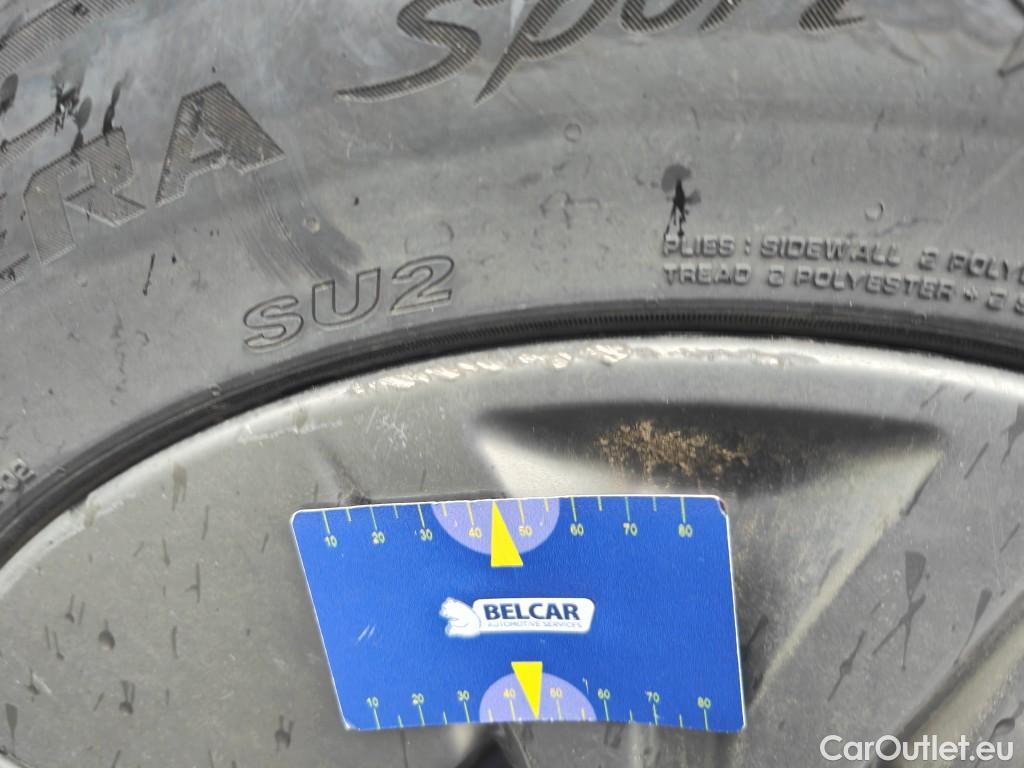 Sport
ERA
SU2
PLIES : SIDEWALL 2 POLY
TREAD 2 POLYESTER + 2 S
-02
10 20 30 40 50 60 70 80
BELCAR
AUTOMOTIVE SERVICES
10 20 30 40 50 60 70 80
CarOutlet.eu